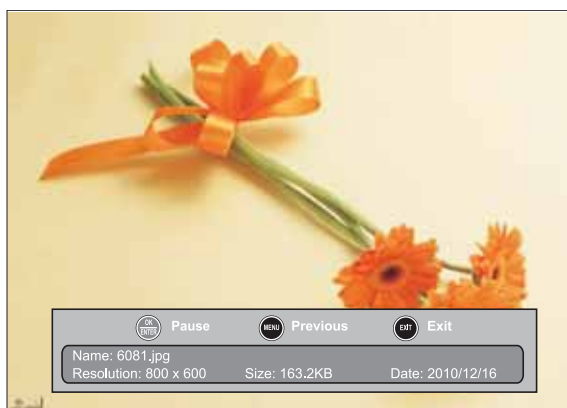 OK ENTER Pause MENU Previous EXIT Exit
Name: 6081.jpg
Resolution: 800 x 600 Size: 163.2KB Date: 2010/12/16